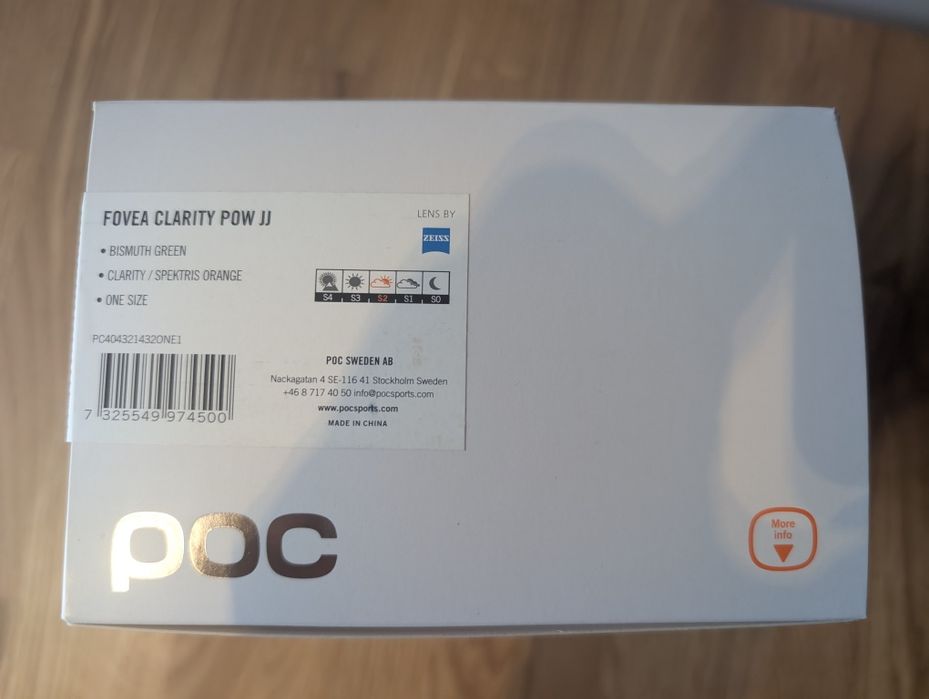 FOVEA CLARITY POW JJ
LENS BY
ZEISS
• BISMUTH GREEN
• CLARITY / SPEKTRIS ORANGE
• ONE SIZE
S4 S3 S2 S1 S0
PC404321432ONE1
7 325549 974500
POC SWEDEN AB
Nackagatan 4 SE-116 41 Stockholm Sweden
+46 8 717 40 50 info@pocsports.com
www.pocsports.com
MADE IN CHINA
POC
More
info